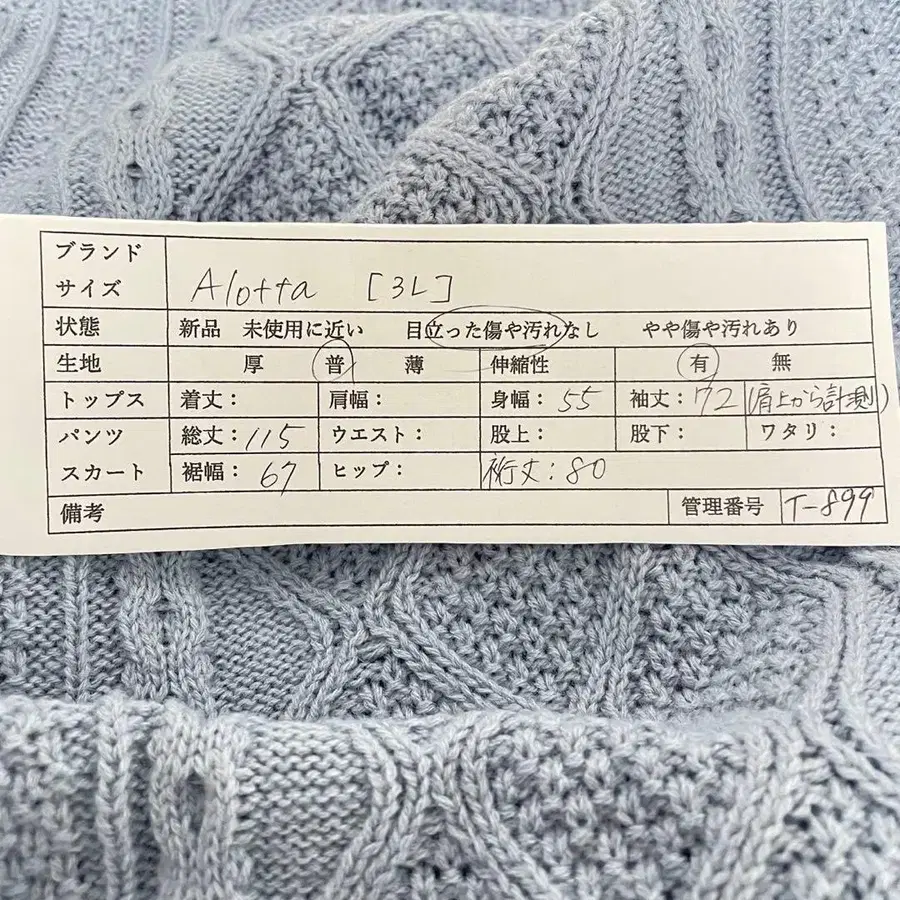 ブランド
サイズ Alotta [3L]
状態 新品 未使用に近い 目立った傷や汚れなし やや傷や汚れあり
生地 厚 普 薄 伸縮性 有 無
トップス 着丈: 肩幅: 身幅: 55 袖丈: 72 (肩上から計測)
パンツ 総丈: 115 ウエスト: 股上: 股下: ワタリ:
スカート 裾幅: 67 ヒップ: 裄丈: 80
備考 管理番号 T-899